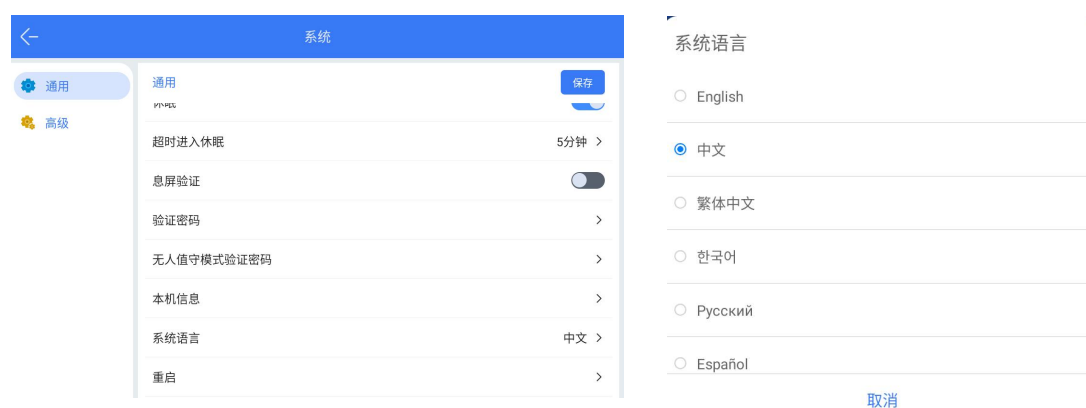 系统
通用
高级
通用
保存
休眠
超时进入休眠 5分钟
息屏验证
验证密码
无人值守模式验证密码
本机信息
系统语言 中文
重启
系统语言
English
中文
繁体中文
한국어
Русский
Español
取消